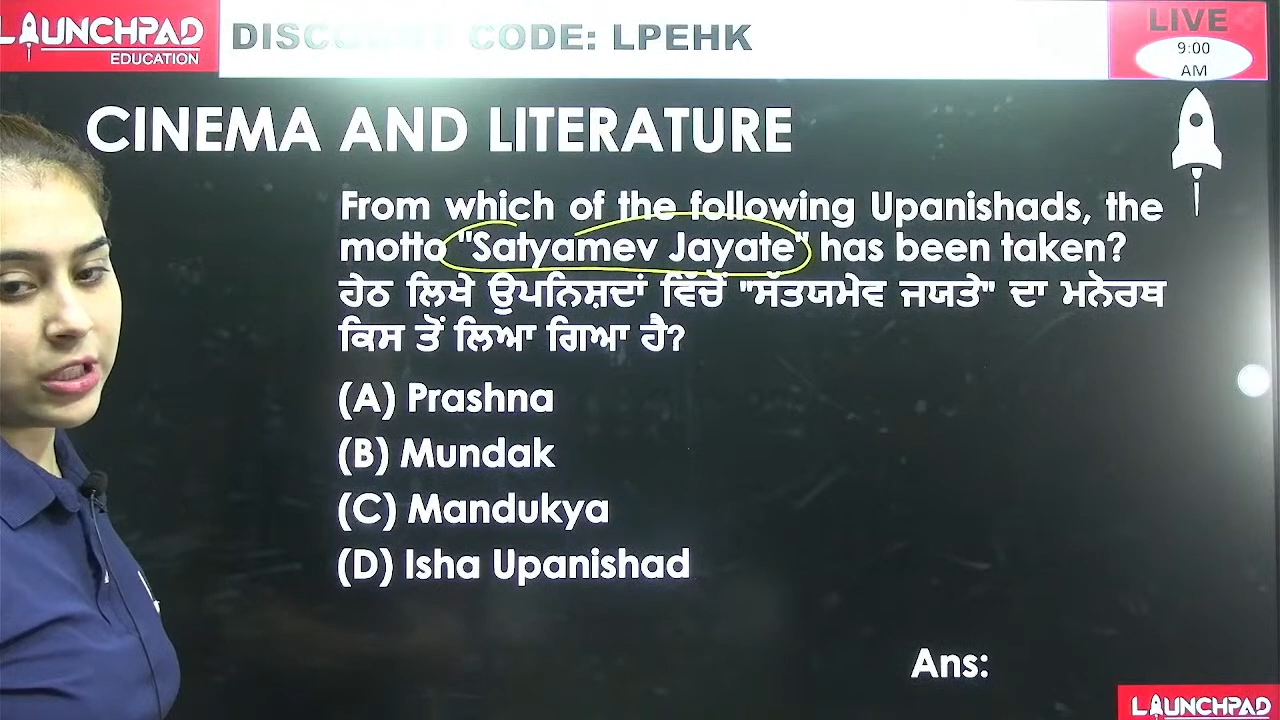 LAUNCHPAD
EDUCATION
DISCOUNT CODE: LPEHK
LIVE
9:00
AM
CINEMA AND LITERATURE
From which of the following Upanishads, the
motto "Satyamev Jayate" has been taken?
ਹੇਠ ਲਿਖੇ ਉਪਨਿਸ਼ਦਾਂ ਵਿੱਚੋਂ "ਸੱਤਯਮੇਵ ਜਯਤੇ" ਦਾ ਮਨੋਰਥ
ਕਿਸ ਤੋਂ ਲਿਆ ਗਿਆ ਹੈ?
(A) Prashna
(B) Mundak
(C) Mandukya
(D) Isha Upanishad
Ans:
LAUNCHPAD